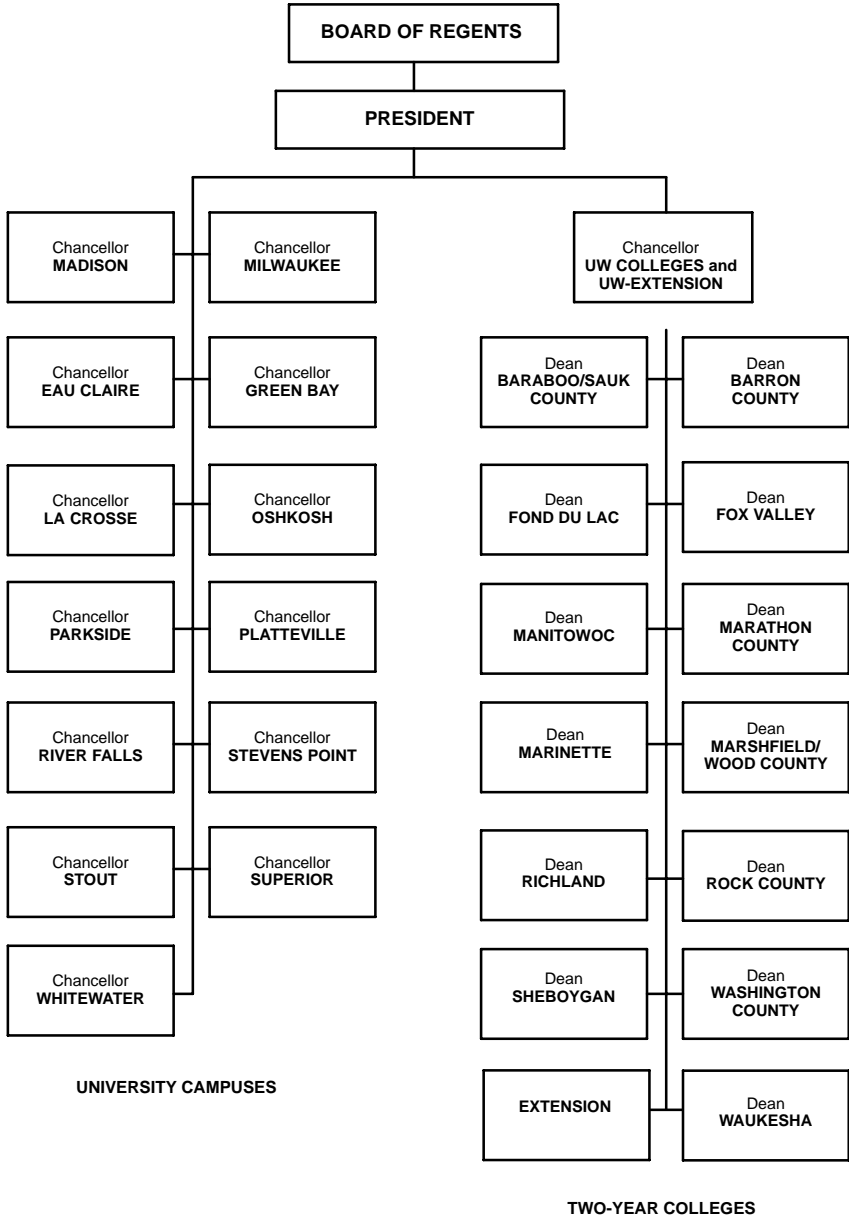 BOARD OF REGENTS
PRESIDENT
Chancellor
MADISON
Chancellor
MILWAUKEE
Chancellor
EAU CLAIRE
Chancellor
GREEN BAY
Chancellor
LA CROSSE
Chancellor
OSHKOSH
Chancellor
PARKSIDE
Chancellor
PLATTEVILLE
Chancellor
RIVER FALLS
Chancellor
STEVENS POINT
Chancellor
STOUT
Chancellor
SUPERIOR
Chancellor
WHITEWATER
UNIVERSITY CAMPUSES
Chancellor
UW COLLEGES and
UW-EXTENSION
Dean
BARABOO/SAUK
COUNTY
Dean
BARRON
COUNTY
Dean
FOND DU LAC
Dean
FOX VALLEY
Dean
MANITOWOC
Dean
MARATHON
COUNTY
Dean
MARINETTE
Dean
MARSHFIELD/
WOOD COUNTY
Dean
RICHLAND
Dean
ROCK COUNTY
Dean
SHEBOYGAN
Dean
WASHINGTON
COUNTY
EXTENSION
Dean
WAUKESHA
TWO-YEAR COLLEGES